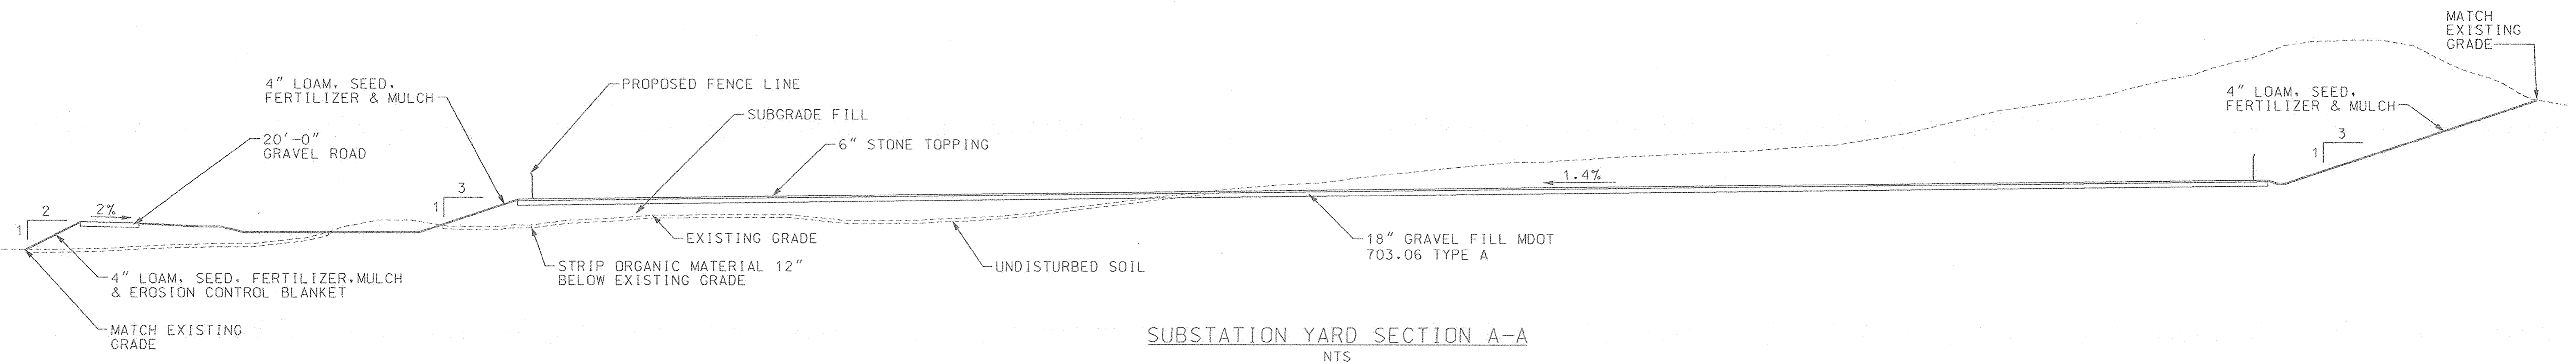 MATCH
EXISTING
GRADE
4" LOAM, SEED,
FERTILIZER & MULCH
PROPOSED FENCE LINE
4" LOAM, SEED,
FERTILIZER & MULCH
SUBGRADE FILL
20'-0"
GRAVEL ROAD
6" STONE TOPPING
3
1
1.4%
3
1
2
1
2%
EXISTING GRADE
18" GRAVEL FILL MDOT
703.06 TYPE A
STRIP ORGANIC MATERIAL 12"
BELOW EXISTING GRADE
UNDISTURBED SOIL
4" LOAM, SEED, FERTILIZER,MULCH
& EROSION CONTROL BLANKET
MATCH EXISTING
GRADE
SUBSTATION YARD SECTION A-A
NTS